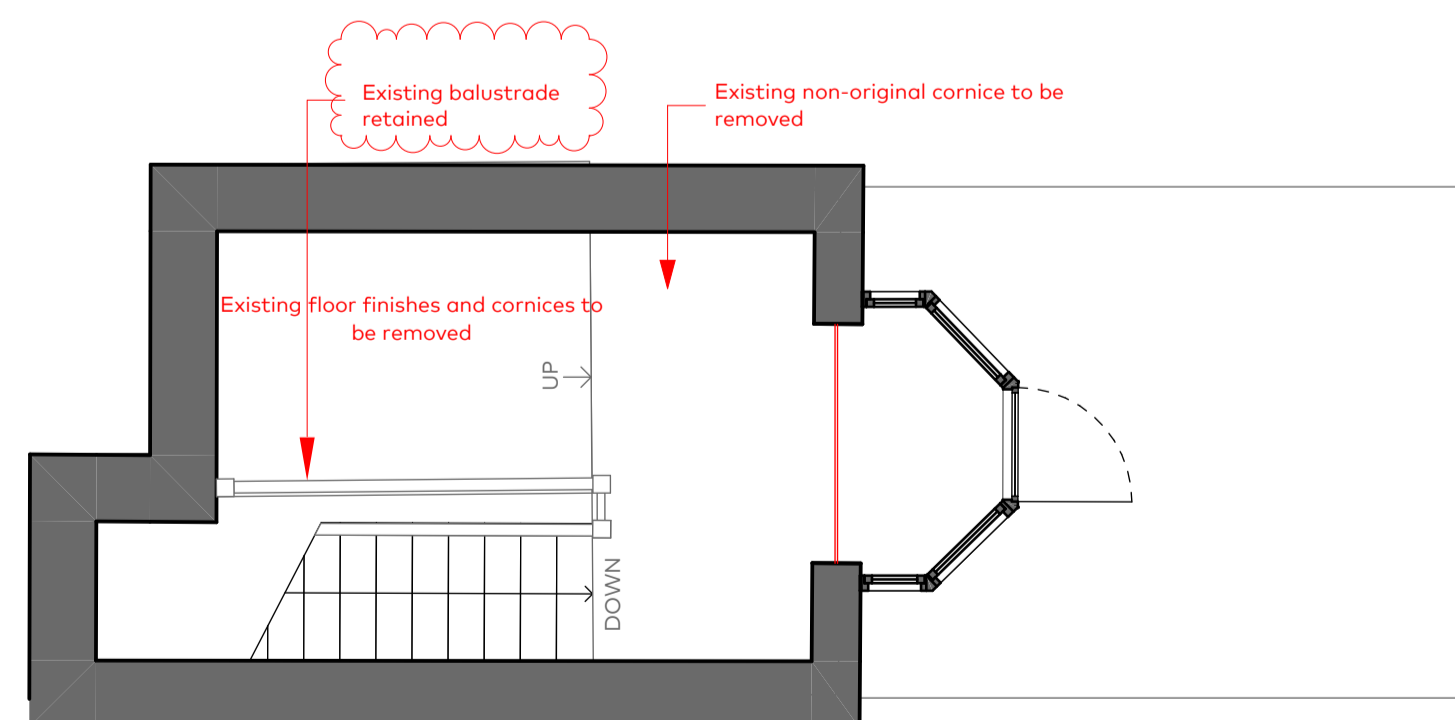 Existing balustrade
retained
Existing non-original cornice to be
removed
Existing floor finishes and cornices to
be removed
UP
DOWN